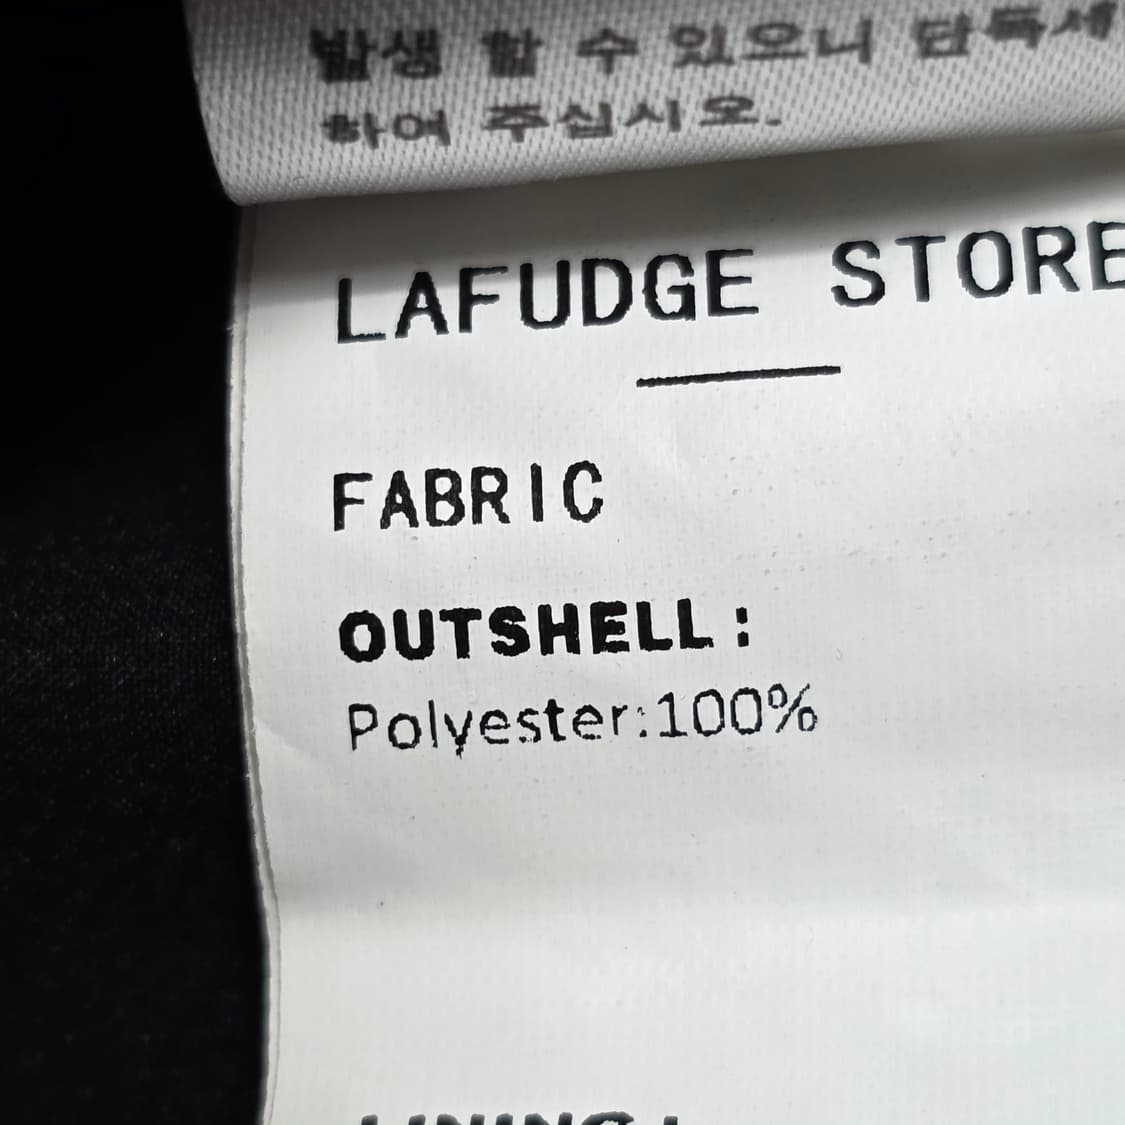 발생 할 수 있으니 단독세
하여 주십시오.
LAFUDGE STORE
FABRIC
OUTSHELL:
Polyester:100%
LINING: